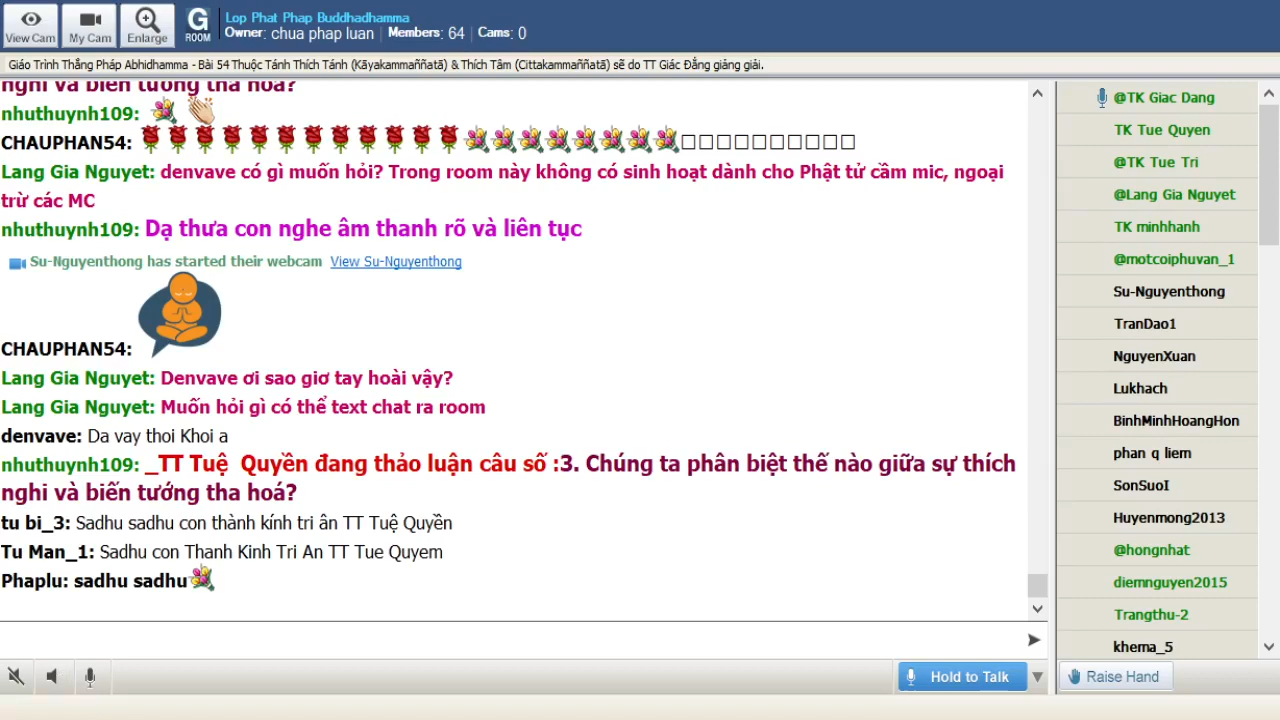 View Cam
My Cam
Enlarge
G
ROOM
Lop Phat Phap Buddhadhamma
Owner: chua phap luan Members: 64 Cams: 0
Giáo Trình Thắng Pháp Abhidhamma - Bài 54 Thuộc Tánh Thích Tánh (Kāyakammaññatā) & Thích Tâm (Cittakammaññatā) sẽ do TT Giác Đẳng giảng giải.
nghi và biến tướng tha hoá?
nhuthuynh109:
CHAUPHAN54:
Lang Gia Nguyet: denvave có gì muốn hỏi? Trong room này không có sinh hoạt dành cho Phật tử cầm mic, ngoại
trừ các MC
nhuthuynh109: Dạ thưa con nghe âm thanh rõ và liên tục
Su-Nguyenthong has started their webcam View Su-Nguyenthong
CHAUPHAN54:
Lang Gia Nguyet: Denvave ơi sao giơ tay hoài vậy?
Lang Gia Nguyet: Muốn hỏi gì có thể text chat ra room
denvave: Da vay thoi Khoi a
nhuthuynh109: _TT Tuệ Quyền đang thảo luận câu số :3. Chúng ta phân biệt thế nào giữa sự thích
nghi và biến tướng tha hoá?
tu bi_3: Sadhu sadhu con thành kính tri ân TT Tuệ Quyền
Tu Man_1: Sadhu con Thanh Kinh Tri An TT Tue Quyem
Phaplu: sadhu sadhu
Hold to Talk
@TK Giac Dang
TK Tue Quyen
@TK Tue Tri
@Lang Gia Nguyet
TK minhhanh
@motcoiphuvan_1
Su-Nguyenthong
TranDao1
NguyenXuan
Lukhach
BinhMinhHoangHon
phan q liem
SonSuoI
Huyenmong2013
@hongnhat
diemnguyen2015
Trangthu-2
khema_5
Raise Hand